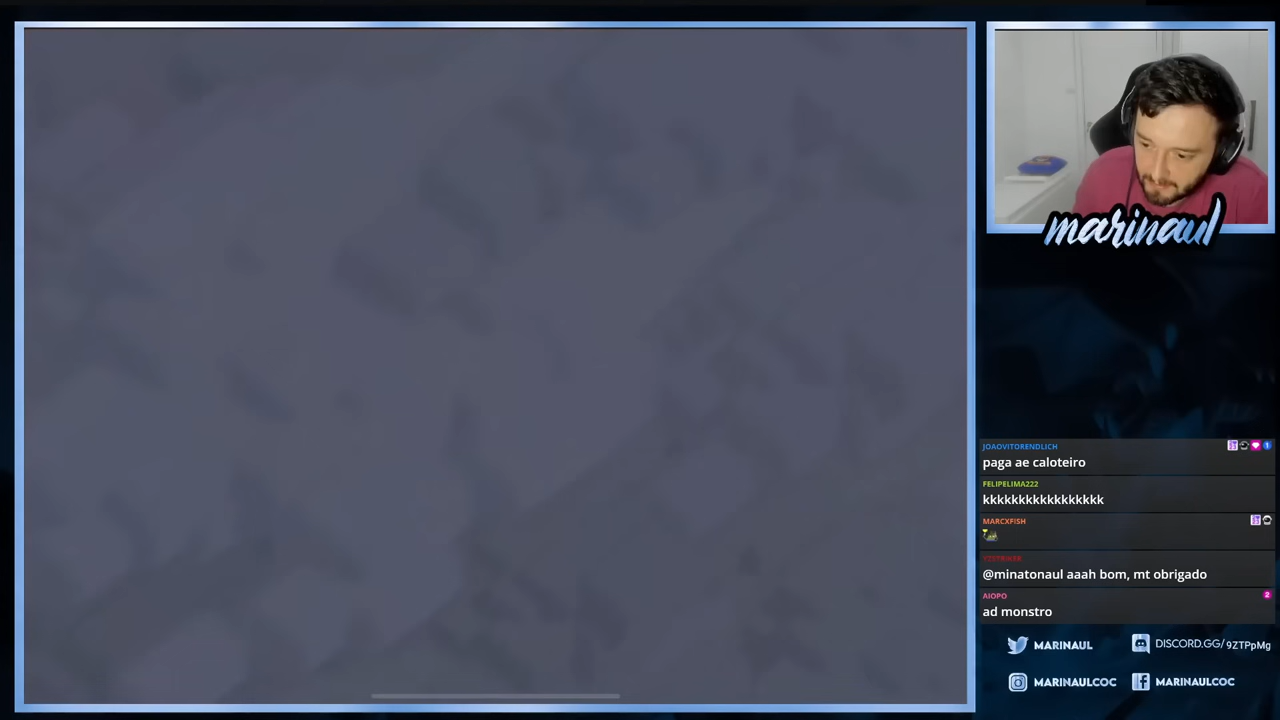 marinaul
JOAOVITORENDLICH
paga ae caloteiro
FELIPELIMA222
kkkkkkkkkkkkkkkkk
MARCXFISH
@minatonaul aaah bom, mt obrigado
AIOPO
2
ad monstro
MARINAUL
DISCORD.GG/9ZTPpMg
MARINAULCOC
MARINAULCOC